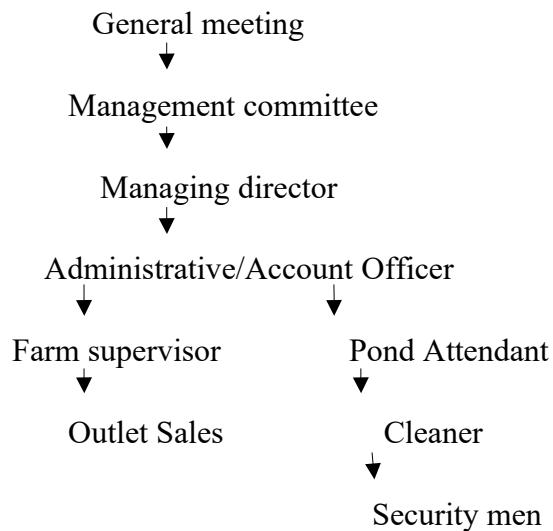 General meeting
Management committee
Managing director
Administrative/Account Officer
Farm supervisor Pond Attendant
Outlet Sales Cleaner
Security men